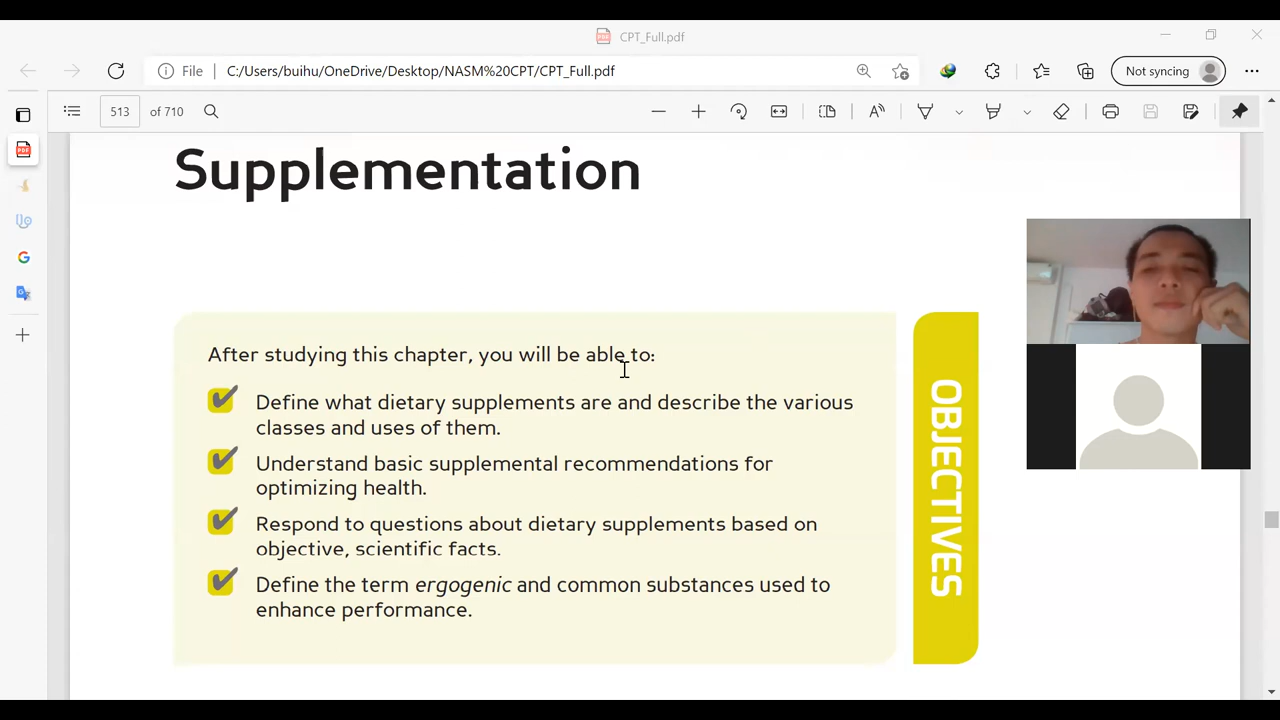 CPT_Full.pdf
File C:/Users/buihu/OneDrive/Desktop/NASM%20CPT/CPT_Full.pdf
Not syncing
513 of 710
Supplementation
After studying this chapter, you will be able to:
Define what dietary supplements are and describe the various
classes and uses of them.
Understand basic supplemental recommendations for
optimizing health.
Respond to questions about dietary supplements based on
objective, scientific facts.
Define the term ergogenic and common substances used to
enhance performance.
OBJECTIVES